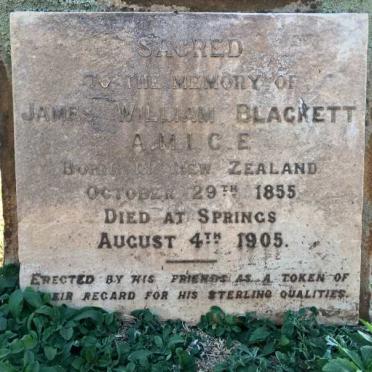 SACRED
TO THE MEMORY OF
JAMES WILLIAM BLACKETT
A.M.I.C.E
BORN IN NEW ZEALAND
OCTOBER 29TH 1855
DIED AT SPRINGS
AUGUST 4TH 1905.
ERECTED BY HIS FRIENDS AS A TOKEN OF
THEIR REGARD FOR HIS STERLING QUALITIES.